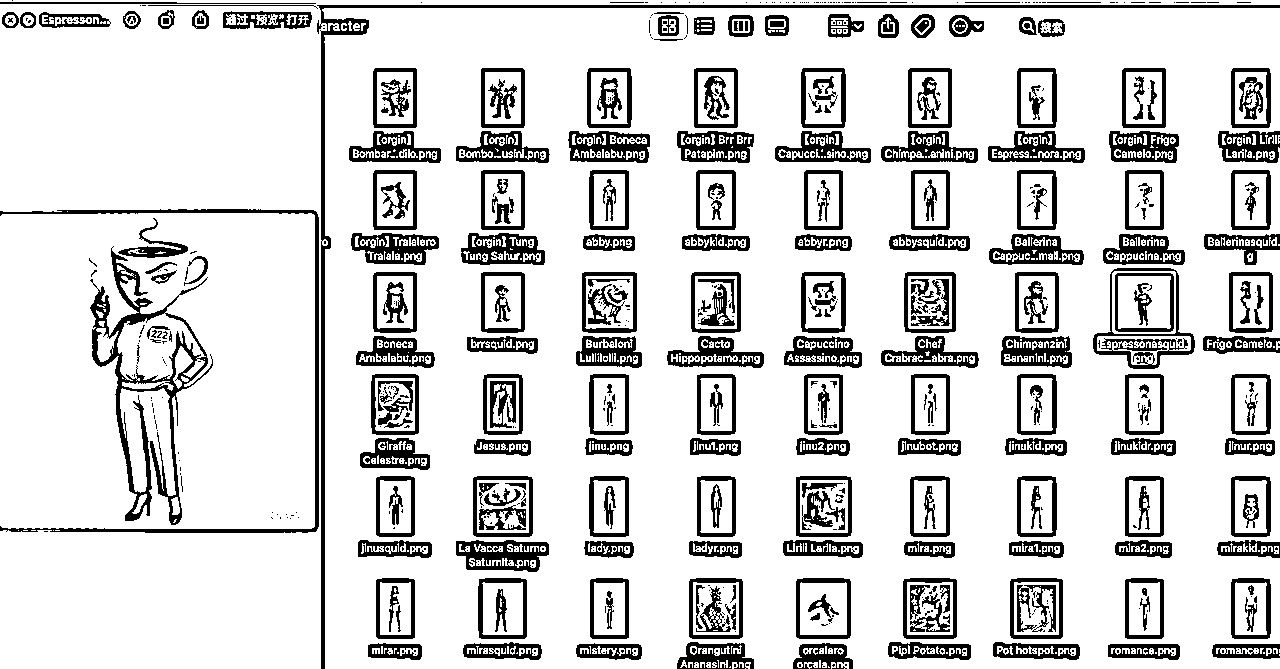 Espresson...
通过“预览”打开
aracter
搜索
【orgin】 Bombar...dilo.png
【orgin】 Bombo...usini.png
【orgin】 Boneca Ambalabu.png
【orgin】 Brr Brr Patapim.png
【orgin】 Capucci...sino.png
【orgin】 Chimpa...anini.png
【orgin】 Espress...nora.png
【orgin】 Frigo Camelo.png
【orgin】 Lirili Larila.png
o
【orgin】 Tralalero Tralala.png
【orgin】 Tung Tung Sahur.png
abby.png
abbykid.png
abbyr.png
abbysquid.png
Ballerina Cappuc...mall.png
Ballerina Cappucina.png
Ballerinasquid.
g
Boneca Ambalabu.png
brrsquid.png
Burbaloni Lulilolli.png
Cacto Hippopotamo.png
Capuccino Assassino.png
Chef Crabrac...abra.png
Chimpanzini Bananini.png
Espressonasquid.
png
Frigo Camelo.p
Giraffa Celestre.png
Jesus.png
jinu.png
jinu1.png
jinu2.png
jinubot.png
jinukid.png
jinukidr.png
jinur.png
jinusquid.png
La Vacca Saturno Saturnita.png
lady.png
ladyr.png
Lirili Larila.png
mira.png
mira1.png
mira2.png
mirakid.png
mirar.png
mirasquid.png
mistery.png
Orangutini Ananasini.png
orcalero orcala.png
Pipi Potato.png
Pot hotspot.png
romance.png
romancer.pn
222